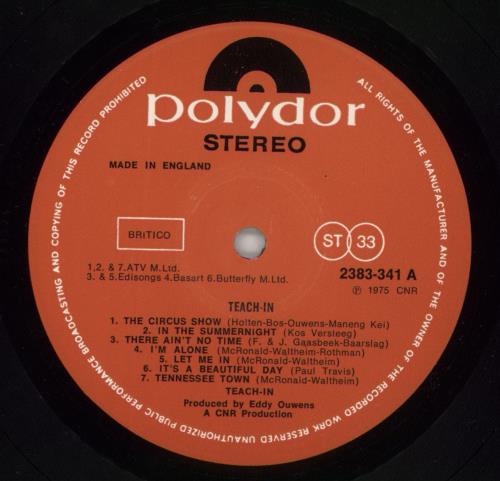 polydor
STEREO
MADE IN ENGLAND
BRITICO
ST 33
1,2. & 7.ATV M.Ltd.
3. & 5.Edisongs 4.Basart 6.Butterfly M.Ltd.
2383-341 A
℗ 1975 CNR
TEACH-IN
1. THE CIRCUS SHOW (Holten-Bos-Ouwens-Maneng Kei)
2. IN THE SUMMERNIGHT (Kos Versteeg)
3. THERE AIN'T NO TIME (F. & J. Gaasbeek-Baarslag)
4. I'M ALONE (McRonald-Waltheim-Rothman)
5. LET ME IN (McRonald-Waltheim)
6. IT'S A BEAUTIFUL DAY (Paul Travis)
7. TENNESSEE TOWN (McRonald-Waltheim)
TEACH-IN
Produced by Eddy Ouwens
A CNR Production
ALL RIGHTS OF THE MANUFACTURER AND OF THE OWNER OF THE RECORDED WORK RESERVED UNAUTHORIZED PUBLIC PERFORMANCE BROADCASTING AND COPYING OF THIS RECORD PROHIBITED